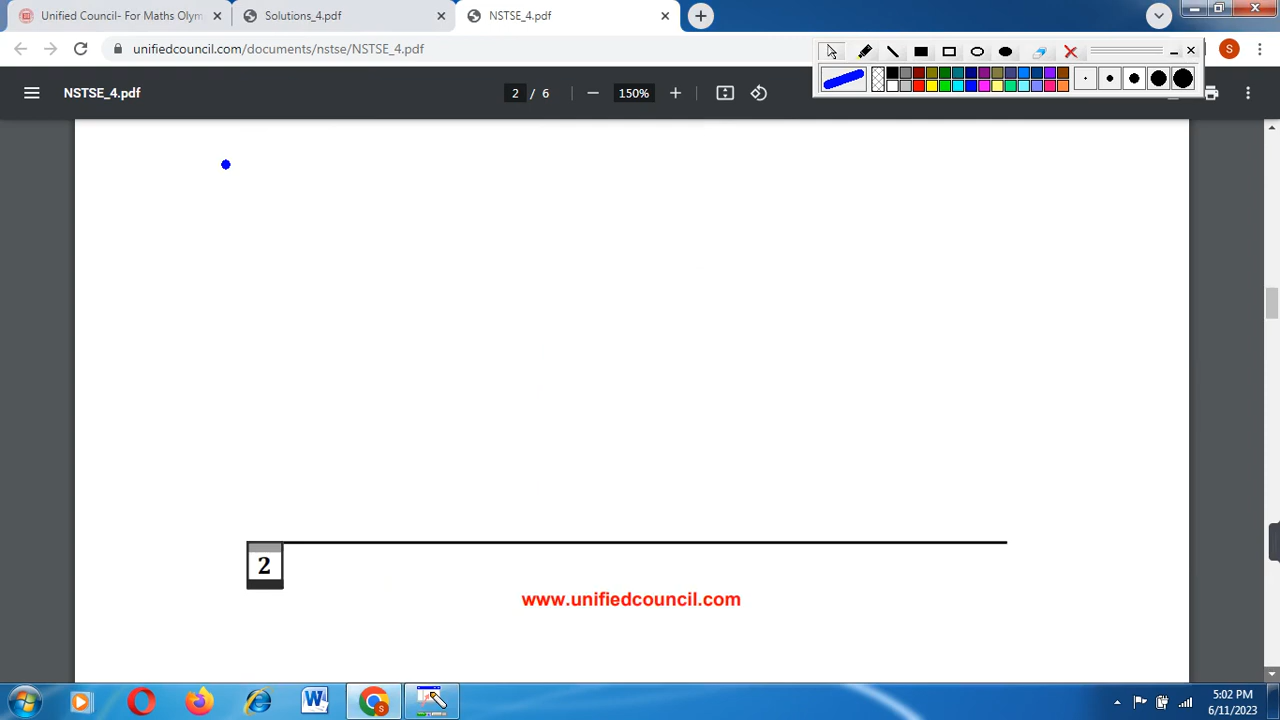 Unified Council- For Maths Olym
Solutions_4.pdf
NSTSE_4.pdf
unifiedcouncil.com/documents/nstse/NSTSE_4.pdf
S
NSTSE_4.pdf
2 / 6
150%
2
www.unifiedcouncil.com
5:02 PM
6/11/2023